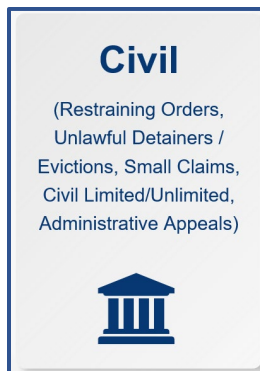 Civil
(Restraining Orders,
Unlawful Detainers /
Evictions, Small Claims,
Civil Limited/Unlimited,
Administrative Appeals)